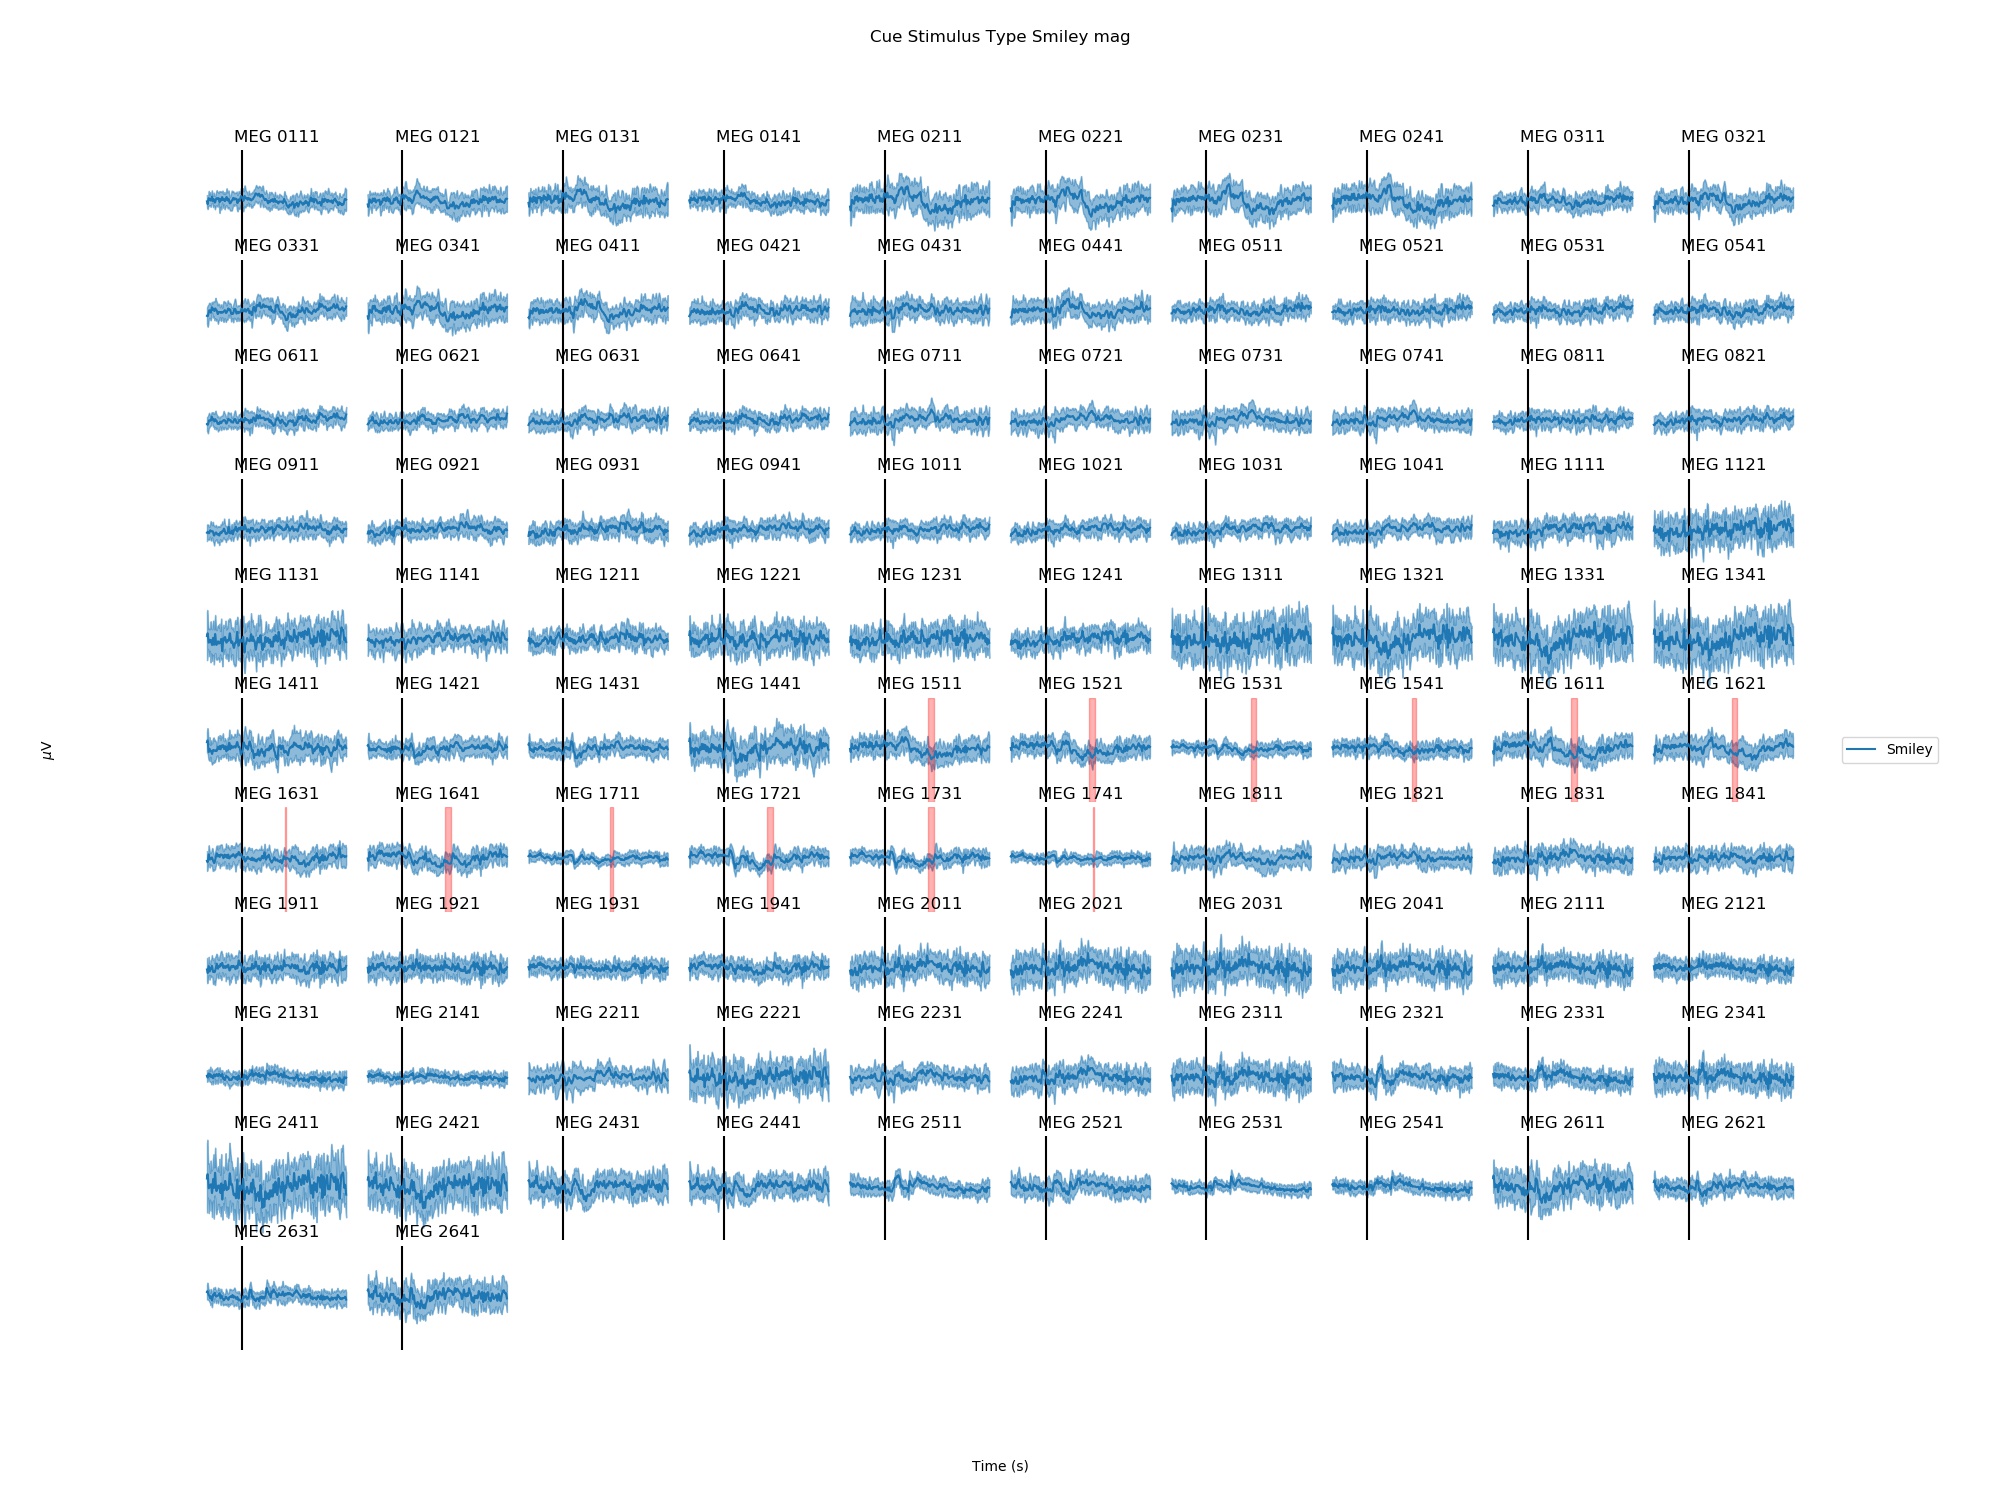 Cue Stimulus Type Smiley mag
MEG 0111 MEG 0121 MEG 0131 MEG 0141 MEG 0211 MEG 0221 MEG 0231 MEG 0241 MEG 0311 MEG 0321
MEG 0331 MEG 0341 MEG 0411 MEG 0421 MEG 0431 MEG 0441 MEG 0511 MEG 0521 MEG 0531 MEG 0541
MEG 0611 MEG 0621 MEG 0631 MEG 0641 MEG 0711 MEG 0721 MEG 0731 MEG 0741 MEG 0811 MEG 0821
MEG 0911 MEG 0921 MEG 0931 MEG 0941 MEG 1011 MEG 1021 MEG 1031 MEG 1041 MEG 1111 MEG 1121
MEG 1131 MEG 1141 MEG 1211 MEG 1221 MEG 1231 MEG 1241 MEG 1311 MEG 1321 MEG 1331 MEG 1341
MEG 1411 MEG 1421 MEG 1431 MEG 1441 MEG 1511 MEG 1521 MEG 1531 MEG 1541 MEG 1611 MEG 1621
μV
Smiley
MEG 1631 MEG 1641 MEG 1711 MEG 1721 MEG 1731 MEG 1741 MEG 1811 MEG 1821 MEG 1831 MEG 1841
MEG 1911 MEG 1921 MEG 1931 MEG 1941 MEG 2011 MEG 2021 MEG 2031 MEG 2041 MEG 2111 MEG 2121
MEG 2131 MEG 2141 MEG 2211 MEG 2221 MEG 2231 MEG 2241 MEG 2311 MEG 2321 MEG 2331 MEG 2341
MEG 2411 MEG 2421 MEG 2431 MEG 2441 MEG 2511 MEG 2521 MEG 2531 MEG 2541 MEG 2611 MEG 2621
MEG 2631 MEG 2641
Time (s)